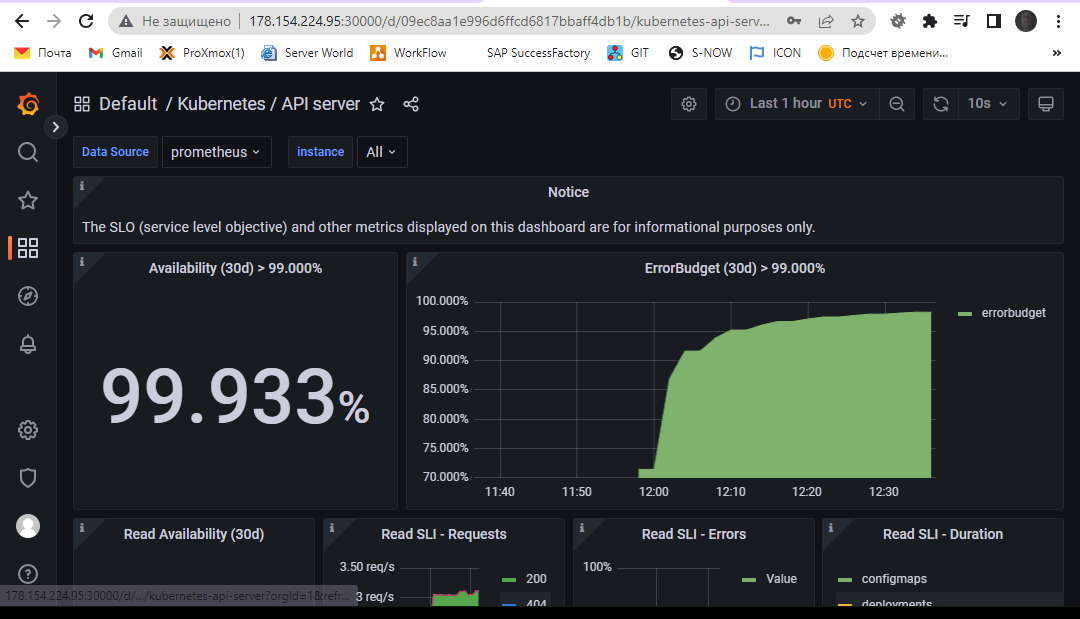 Не защищено 178.154.224.95:30000/d/09ec8aa1e996d6ffcd6817bbaff4db1b/kubernetes-api-serv...
Почта Gmail ProXmox(1) Server World WorkFlow SAP SuccessFactory GIT S-NOW ICON Подсчет времени... »
Default / Kubernetes / API server Last 1 hour UTC 10s
Data Source prometheus instance All
Notice
The SLO (service level objective) and other metrics displayed on this dashboard are for informational purposes only.
Availability (30d) > 99.000%
99.933%
ErrorBudget (30d) > 99.000%
100.000%
95.000%
90.000%
85.000%
80.000%
75.000%
70.000%
11:40 11:50 12:00 12:10 12:20 12:30
errorbudget
Read Availability (30d)
Read SLI - Requests
3.50 req/s
3 req/s
200
404
Read SLI - Errors
100%
Value
Read SLI - Duration
configmaps
deployments
178.154.224.95:30000/d/.../kubernetes-api-server?orgId=1&refr...